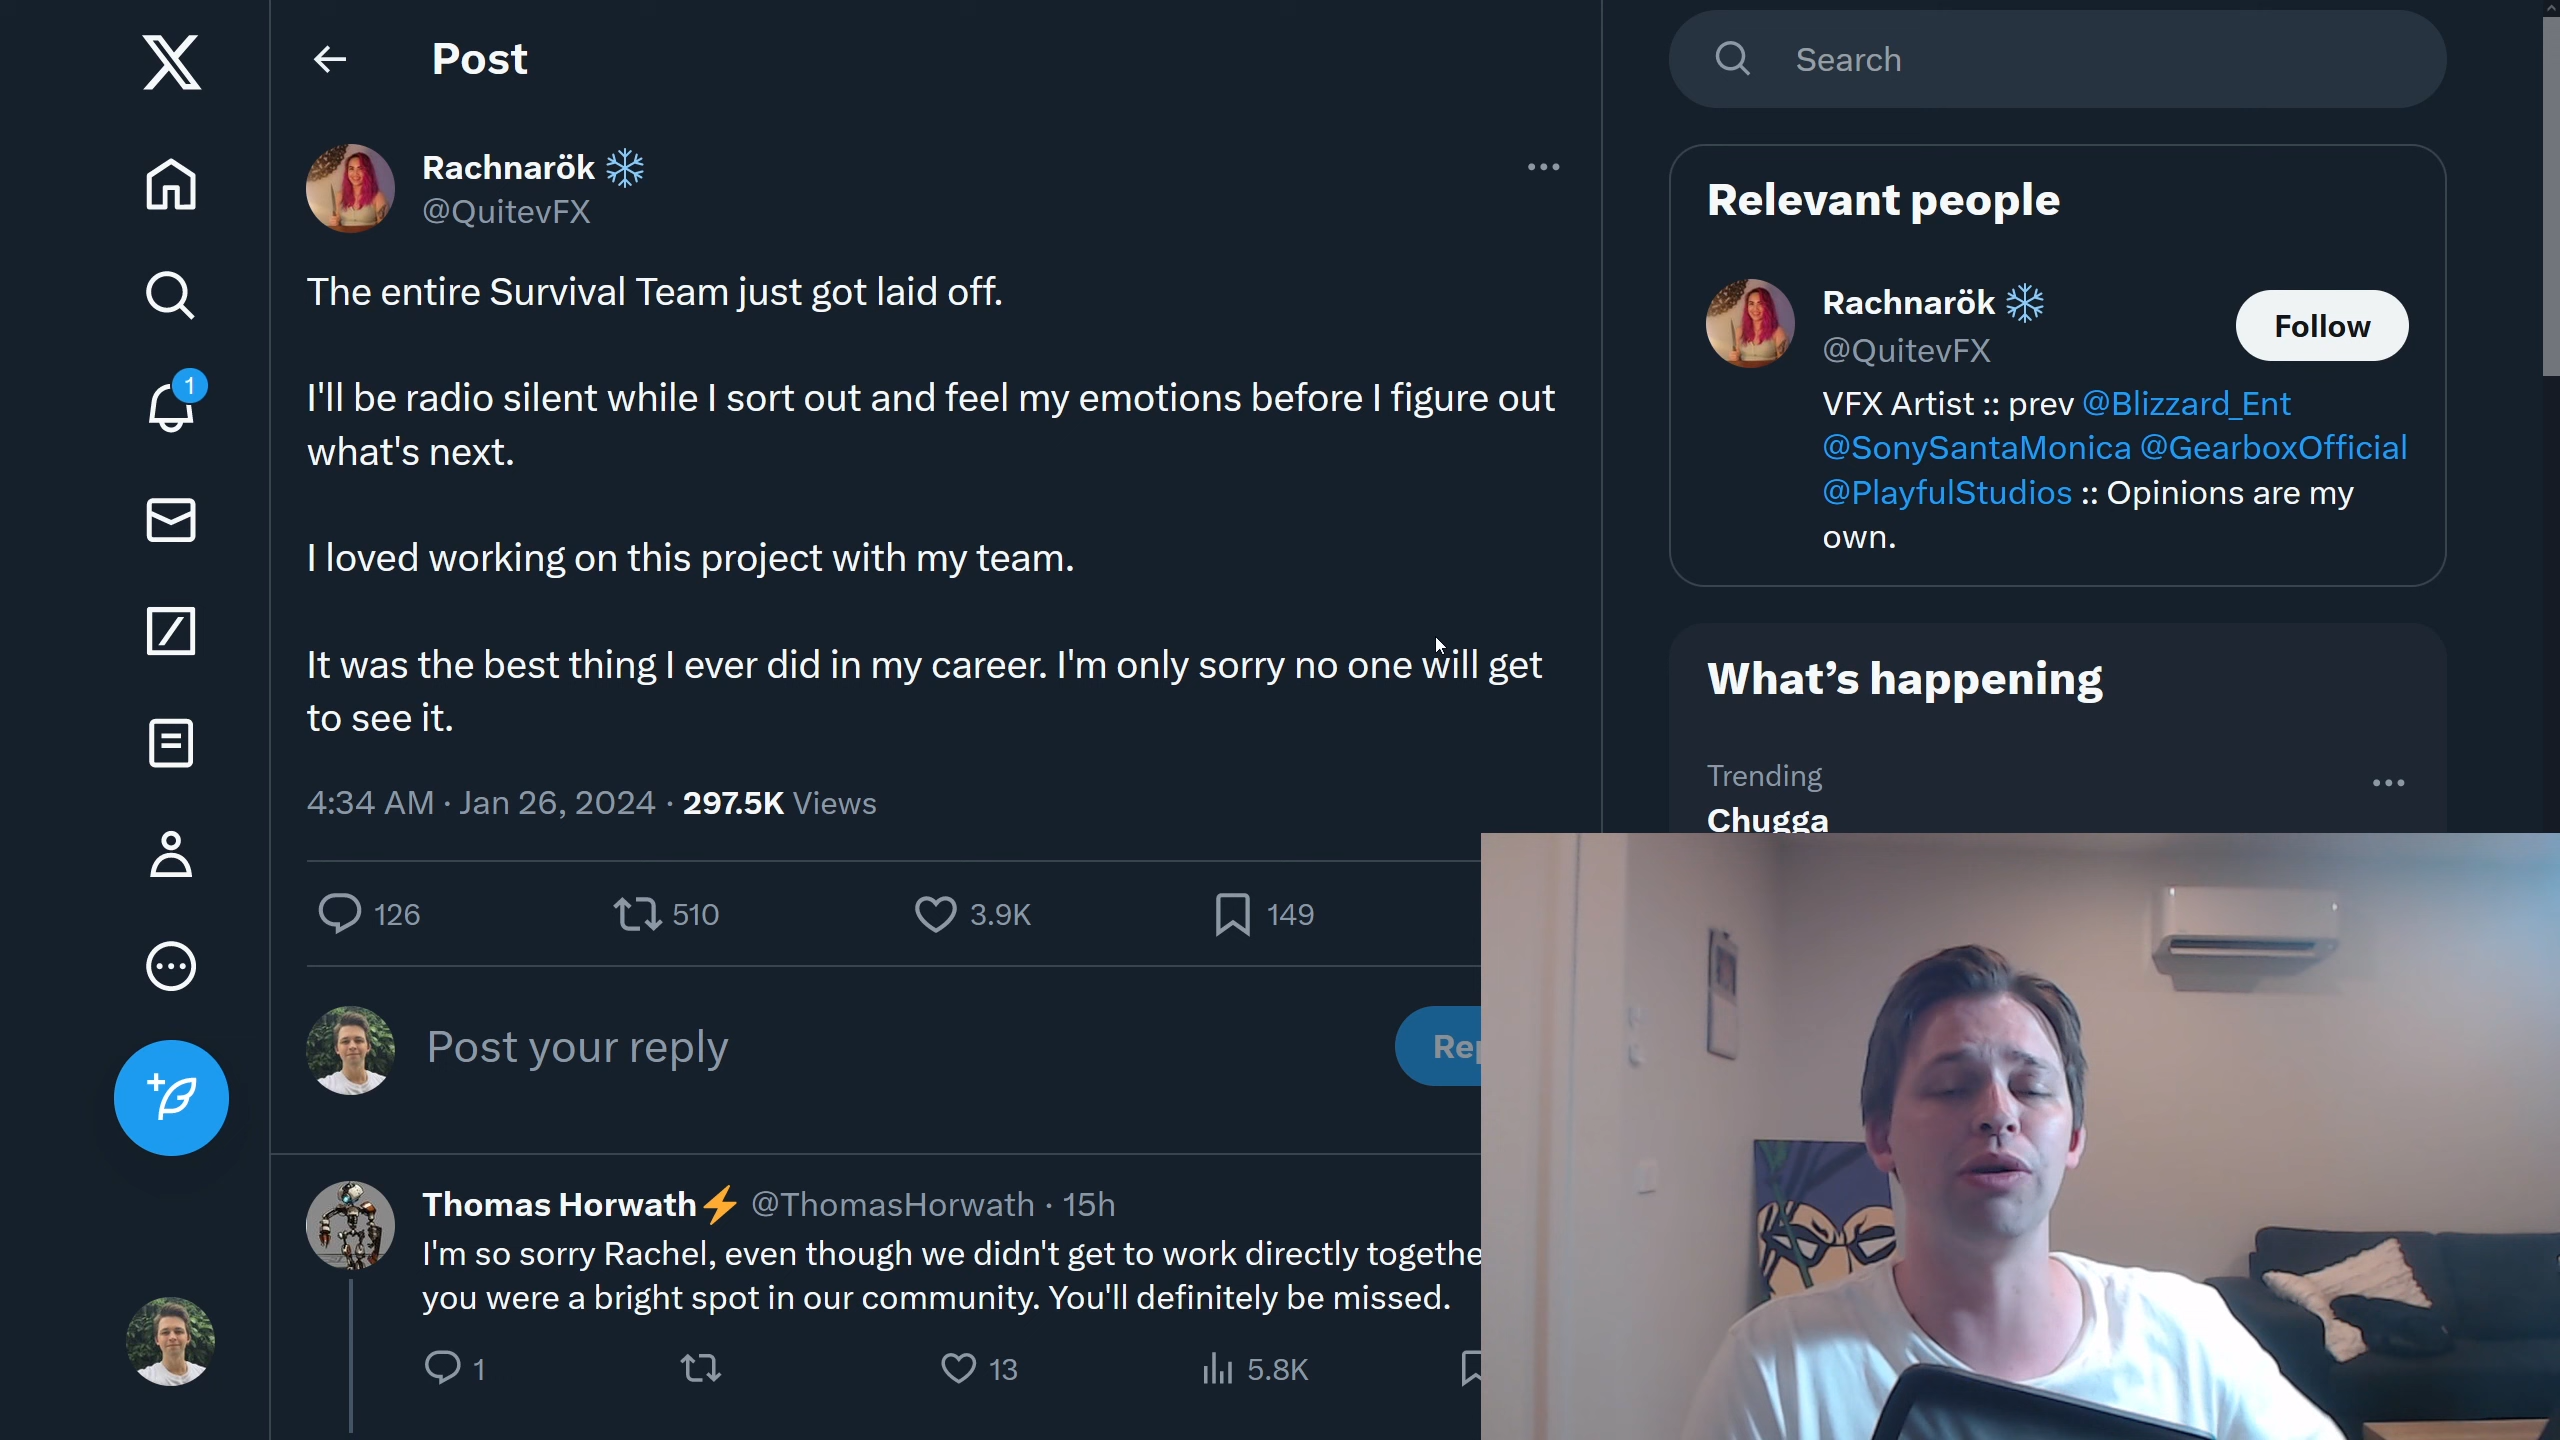 Post
Rachnarök
@QuitevFX
The entire Survival Team just got laid off.
I'll be radio silent while I sort out and feel my emotions before I figure out
what's next.
I loved working on this project with my team.
It was the best thing I ever did in my career. I'm only sorry no one will get
to see it.
4:34 AM · Jan 26, 2024 · 297.5K Views
126
510
3.9K
149
Post your reply
Rep
Thomas Horwath⚡ @ThomasHorwath · 15h
I'm so sorry Rachel, even though we didn't get to work directly togethe
you were a bright spot in our community. You'll definitely be missed.
1
13
5.8K
1
Search
Relevant people
Rachnarök
@QuitevFX
Follow
VFX Artist :: prev @Blizzard_Ent
@SonySantaMonica @GearboxOfficial
@PlayfulStudios :: Opinions are my
own.
What's happening
Trending
Chugga